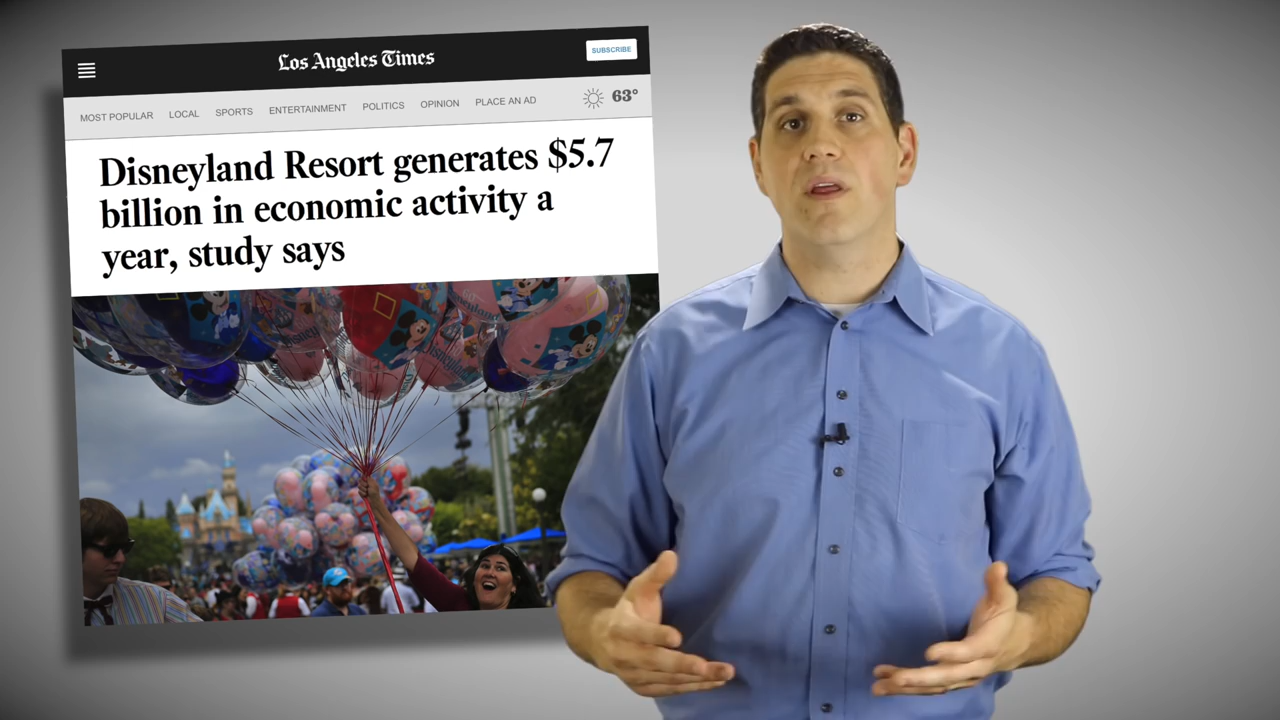 Los Angeles Times
SUBSCRIBE
MOST POPULAR LOCAL SPORTS ENTERTAINMENT POLITICS OPINION PLACE AN AD 63°
Disneyland Resort generates $5.7
billion in economic activity a
year, study says